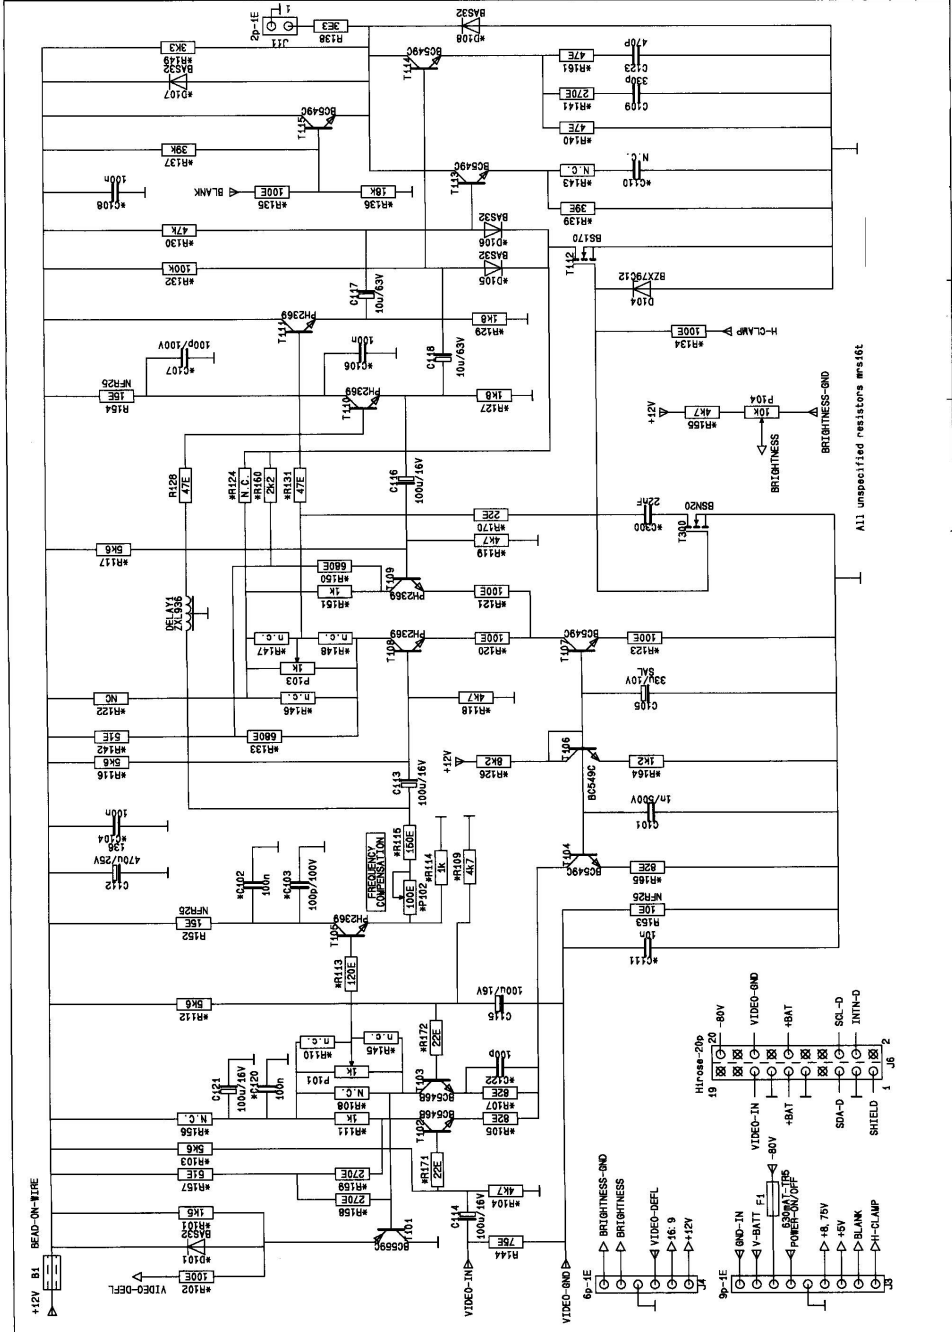 2p-1E
1
J11
3E3
R138
3K3
*R149
BAS32
*D107
BAS32
*D108
BC549C
T114
47E
*R161
470P
C123
270E
*R141
330p
C109
47E
*R140
BC549C
T115
39k
*R137
100n
*C108
BLANK
100E
*R135
18k
*R136
BC549C
T113
N.C.
*R143
N.C.
*C110
39E
*R139
47k
*R130
BAS32
*D106
100k
*R132
BAS32
*D105
BS170
T112
BZX79C12
D104
C117
10u/63V
T111
PH2369
1k8
*R129
C118
10u/63V
100E
*R134
H-CLAMP
100p/100V
*C107
100n
*C106
NFR25
15E
R154
T110
PH2369
1k8
*R127
+12V
4k7
*R155
P104
10k
BRIGHTNESS
BRIGHTNESS-GND
All unspecified resistors mrs16t
R128
47E
*R124
N.C.
*R160
2k2
*R131
47E
C116
100u/16V
22E
*R170
22nF
*C300
BSN20
T300
5k6
*R117
4k7
*R119
680E
*R150
1k
*R151
T109
PH2369
100E
*R121
DELAY1
ZXL936
n.c.
*R147
n.c.
*R148
1k
P103
T108
PH2369
100E
*R120
T107
BC549C
100E
*R123
NC
*R122
n.c.
*R146
4k7
*R118
SAL
33u/10V
C105
51E
*R142
680E
*R133
5k6
*R116
C113
100u/16V
+12V
8k2
*R126
T106
BC549C
1k2
*R164
100n
*C104
136
470u/25V
C112
1n/500V
C101
*R115
150E
*R114
1k
*R109
4k7
FREQUENCY
COMPENSATION
100E
*P102
*C102
100n
*C103
100p/100V
T104
BC549C
82E
*R165
NFR25
10E
R153
10n
*C111
NFR25
15E
R152
T105
PH2369
*R113
120E
5k6
*R112
C115
100u/16V
n.c.
*R110
n.c.
*R145
1k
P101
*R172
22E
100p
*C122
C121
100u/16V
*C120
100n
N.C.
*R108
T103
BC546B
82E
*R107
N.C.
*R156
1k
*R111
T102
BC546B
82E
*R105
5k6
*R103
*R171
22E
51E
*R157
270E
*R159
270E
*R158
4k7
*R104
C114
100u/16V
T101
BC559C
75E
R144
BEAD-ON-WIRE
B1
+12V
1k5
*R101
BAS32
*D101
100E
*R102
VIDEO-DEFL
VIDEO-IN
VIDEO-GND
Hirose-20p
19
20
-80V
VIDEO-GND
+BAT
SCL-D
INTN-D
VIDEO-IN
+BAT
SDA-D
SHIELD
1
2
J6
6p-1E
BRIGHTNESS-GND
BRIGHTNESS
VIDEO-DEFL
16:9
+12V
J4
9p-1E
GND-IN
V-BATT
F1
630mAT-TR5
-80V
POWER-ON/OFF
+8,75V
+5V
BLANK
H-CLAMP
J3